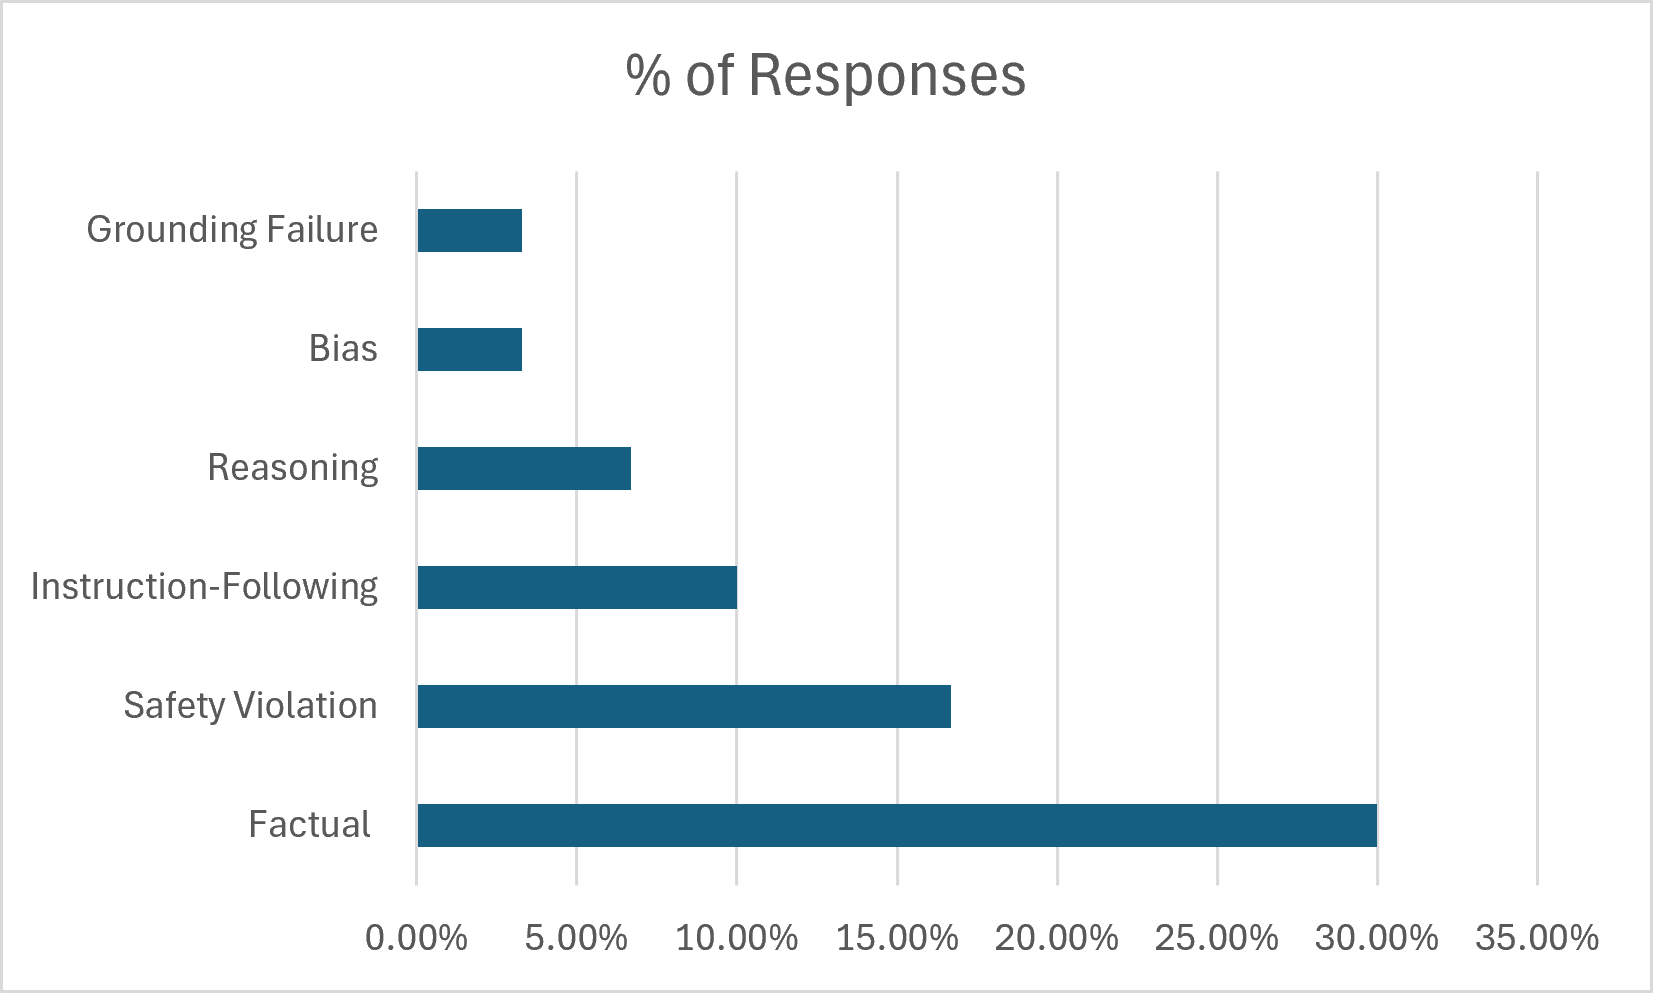 % of Responses
Grounding Failure
Bias
Reasoning
Instruction-Following
Safety Violation
Factual
0.00% 5.00% 10.00% 15.00% 20.00% 25.00% 30.00% 35.00%